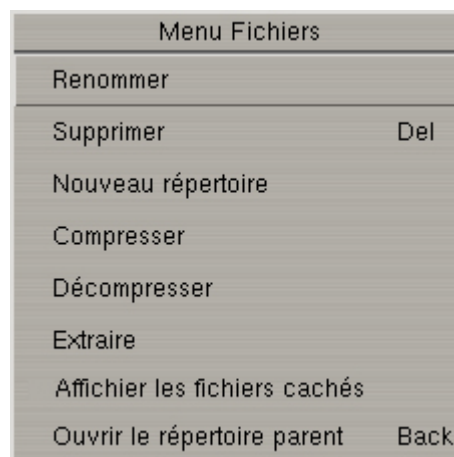 Menu Fichiers
Renommer
Supprimer Del
Nouveau répertoire
Compresser
Décompresser
Extraire
Affichier les fichiers cachés
Ouvrir le répertoire parent Back